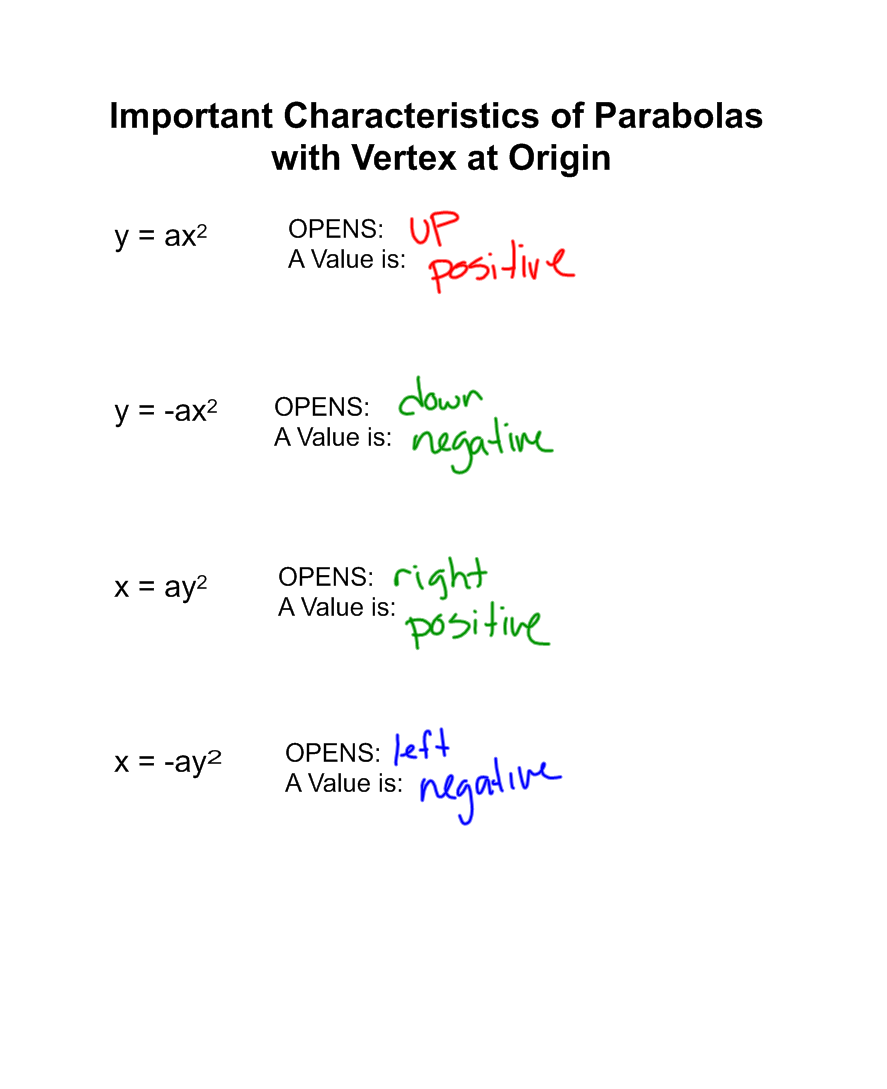 Important Characteristics of Parabolas
with Vertex at Origin
y = ax² OPENS: UP
A Value is: positive
y = -ax² OPENS: down
A Value is: negative
x = ay² OPENS: right
A Value is: positive
x = -ay² OPENS: left
A Value is: negative